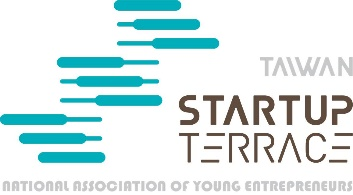 TAIWAN
STARTUP
TERRACE
NATIONAL ASSOCIATION OF YOUNG ENTREPRENEURS